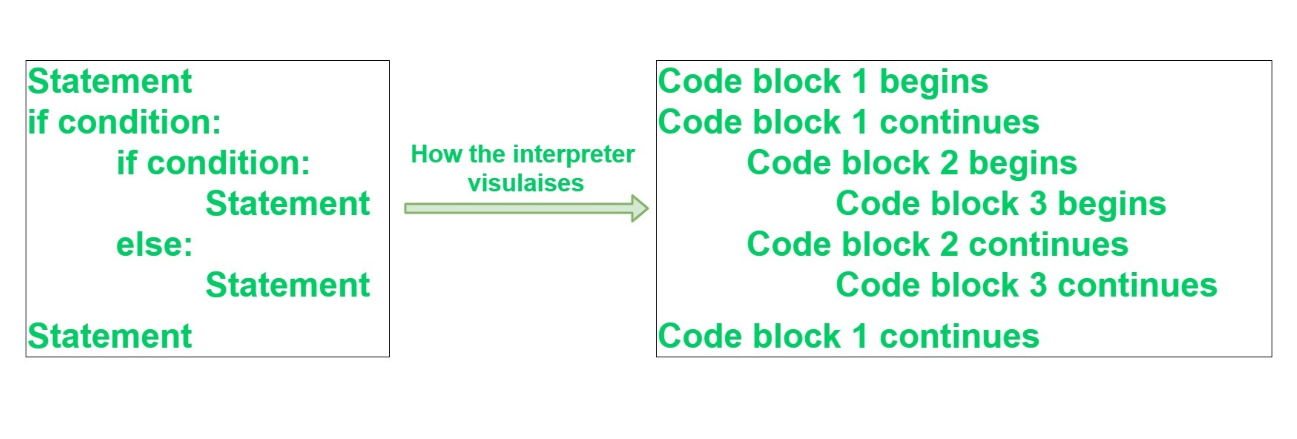 Statement
if condition:
if condition:
Statement
else:
Statement
Statement
How the interpreter
visulaises
Code block 1 begins
Code block 1 continues
Code block 2 begins
Code block 3 begins
Code block 2 continues
Code block 3 continues
Code block 1 continues